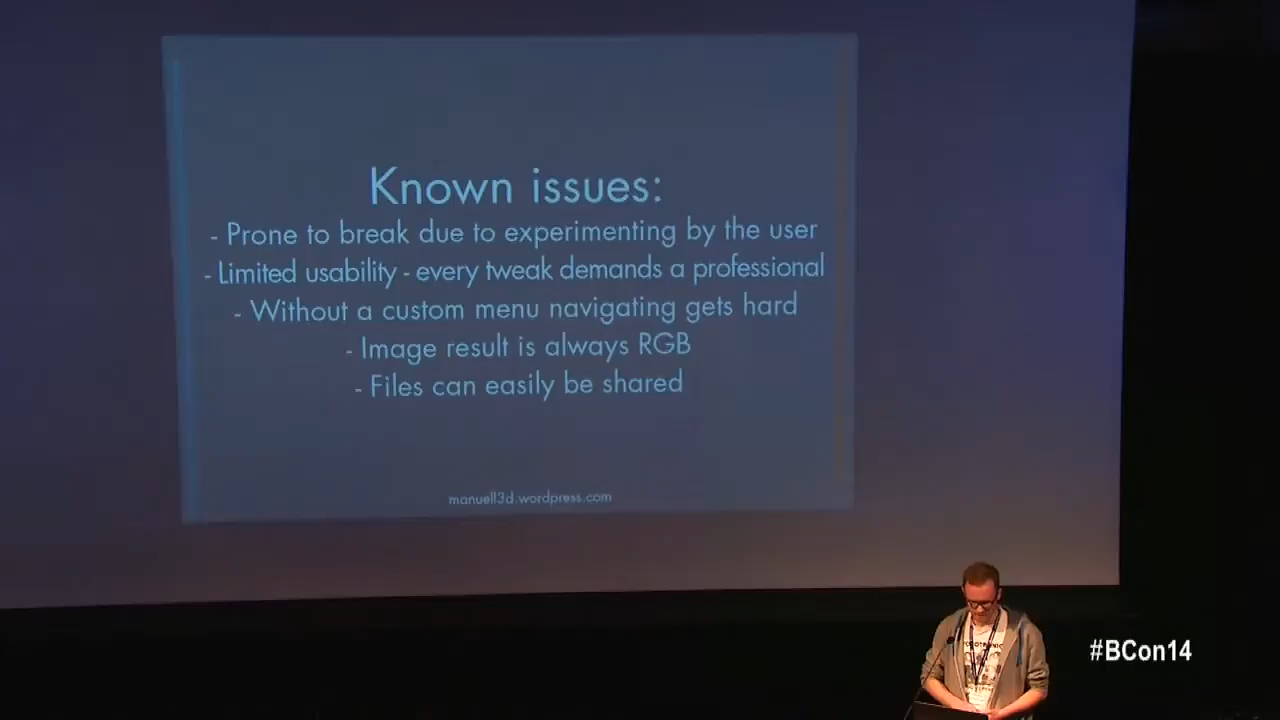 Known issues:
- Prone to break due to experimenting by the user
- Limited usability - every tweak demands a professional
- Without a custom menu navigating gets hard
- Image result is always RGB
- Files can easily be shared
manuell3d.wordpress.com
#BCon14